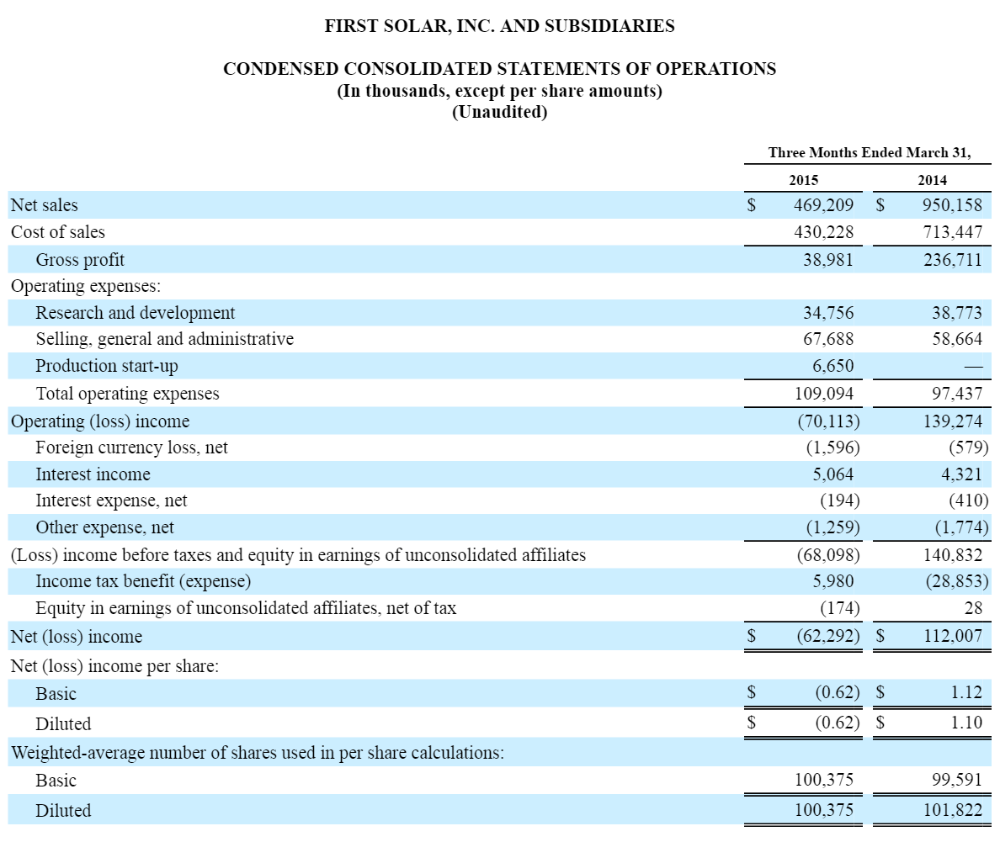 FIRST SOLAR, INC. AND SUBSIDIARIES
CONDENSED CONSOLIDATED STATEMENTS OF OPERATIONS
(In thousands, except per share amounts)
(Unaudited)
Three Months Ended March 31,
2015 2014
Net sales $ 469,209 $ 950,158
Cost of sales 430,228 713,447
Gross profit 38,981 236,711
Operating expenses:
Research and development 34,756 38,773
Selling, general and administrative 67,688 58,664
Production start-up 6,650 —
Total operating expenses 109,094 97,437
Operating (loss) income (70,113) 139,274
Foreign currency loss, net (1,596) (579)
Interest income 5,064 4,321
Interest expense, net (194) (410)
Other expense, net (1,259) (1,774)
(Loss) income before taxes and equity in earnings of unconsolidated affiliates (68,098) 140,832
Income tax benefit (expense) 5,980 (28,853)
Equity in earnings of unconsolidated affiliates, net of tax (174) 28
Net (loss) income $ (62,292) $ 112,007
Net (loss) income per share:
Basic $ (0.62) $ 1.12
Diluted $ (0.62) $ 1.10
Weighted-average number of shares used in per share calculations:
Basic 100,375 99,591
Diluted 100,375 101,822